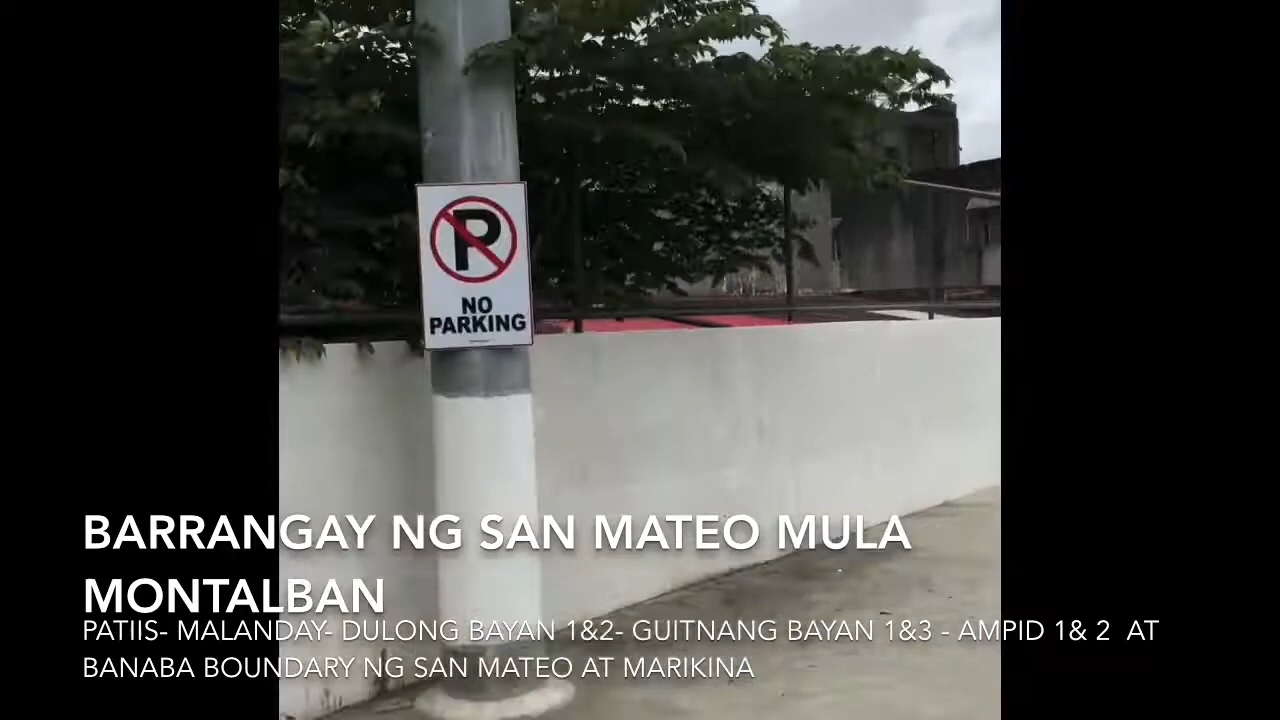 P
NO
PARKING
BARRANGAY NG SAN MATEO MULA
MONTALBAN
PATIIS- MALANDAY- DULONG BAYAN 1&2- GUITNANG BAYAN 1&3 - AMPID 1& 2  AT
BANABA BOUNDARY NG SAN MATEO AT MARIKINA